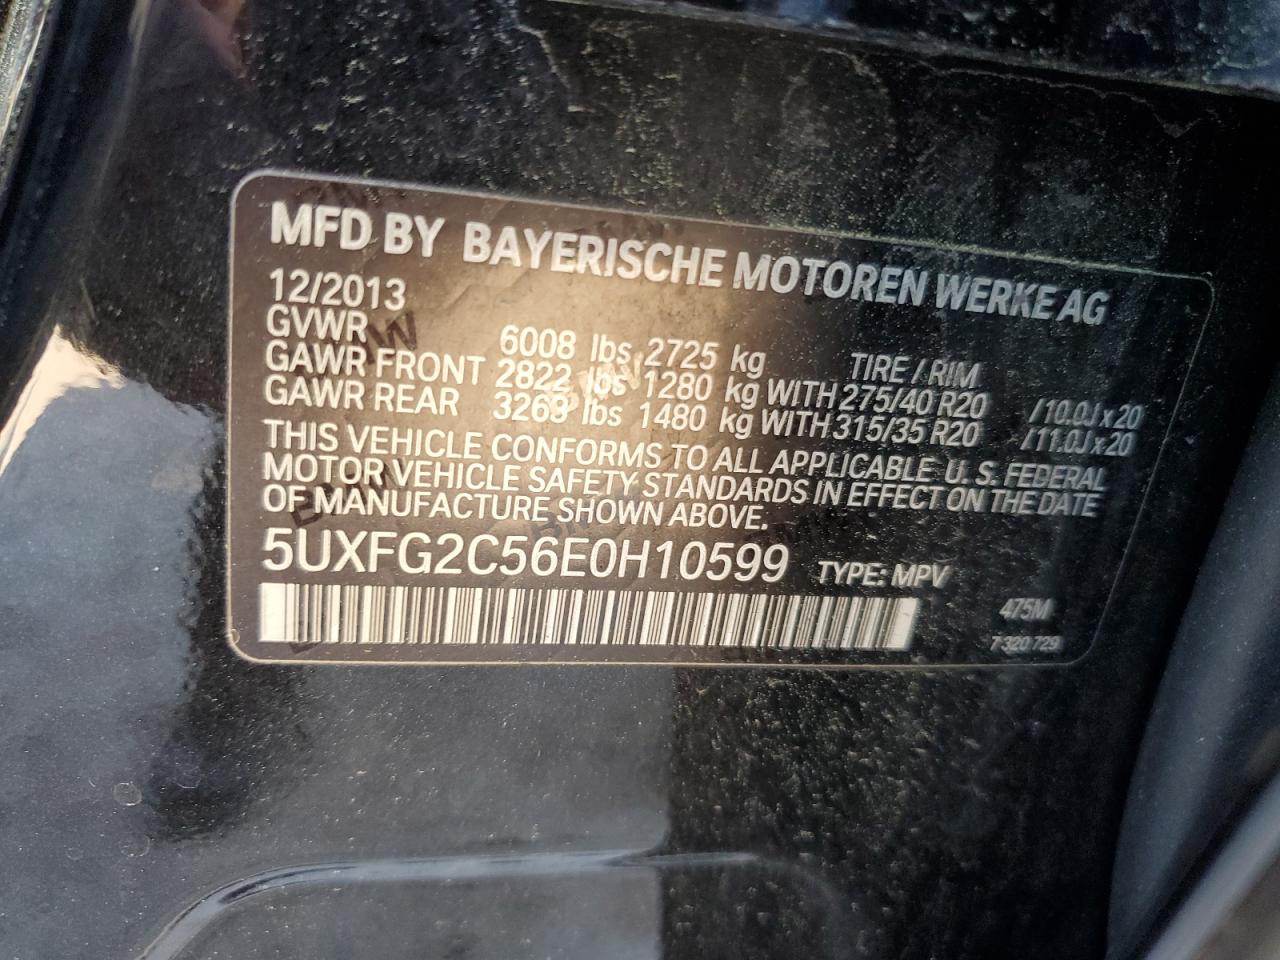 MFD BY BAYERISCHE MOTOREN WERKE AG
12/2013
GVWR 6008 lbs 2725 kg TIRE / RIM
GAWR FRONT 2822 lbs 1280 kg WITH 275/40 R20 /10.0J x 20
GAWR REAR 3263 lbs 1480 kg WITH 315/35 R20 /11.0J x 20
THIS VEHICLE CONFORMS TO ALL APPLICABLE U. S. FEDERAL
MOTOR VEHICLE SAFETY STANDARDS IN EFFECT ON THE DATE
OF MANUFACTURE SHOWN ABOVE.
5UXFG2C56E0H10599 TYPE: MPV
475M
7 320 729